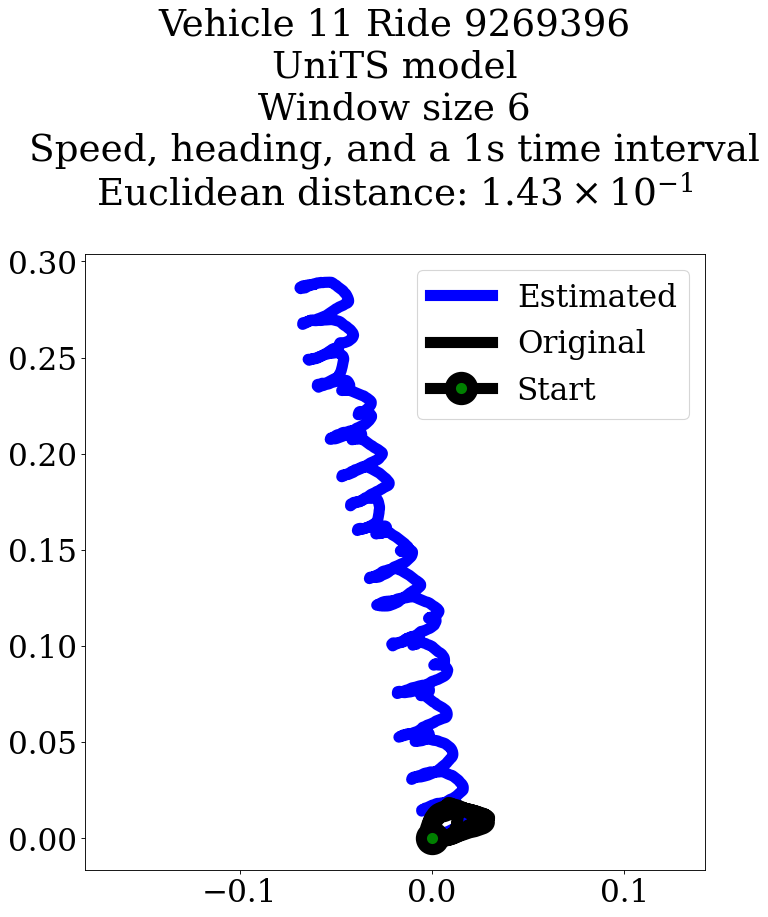 Vehicle 11 Ride 9269396
UniTS model
Window size 6
Speed, heading, and a 1s time interval
Euclidean distance: 1.43 × 10⁻¹
0.30
0.25
0.20
0.15
0.10
0.05
0.00
Estimated
Original
Start
−0.1
0.0
0.1